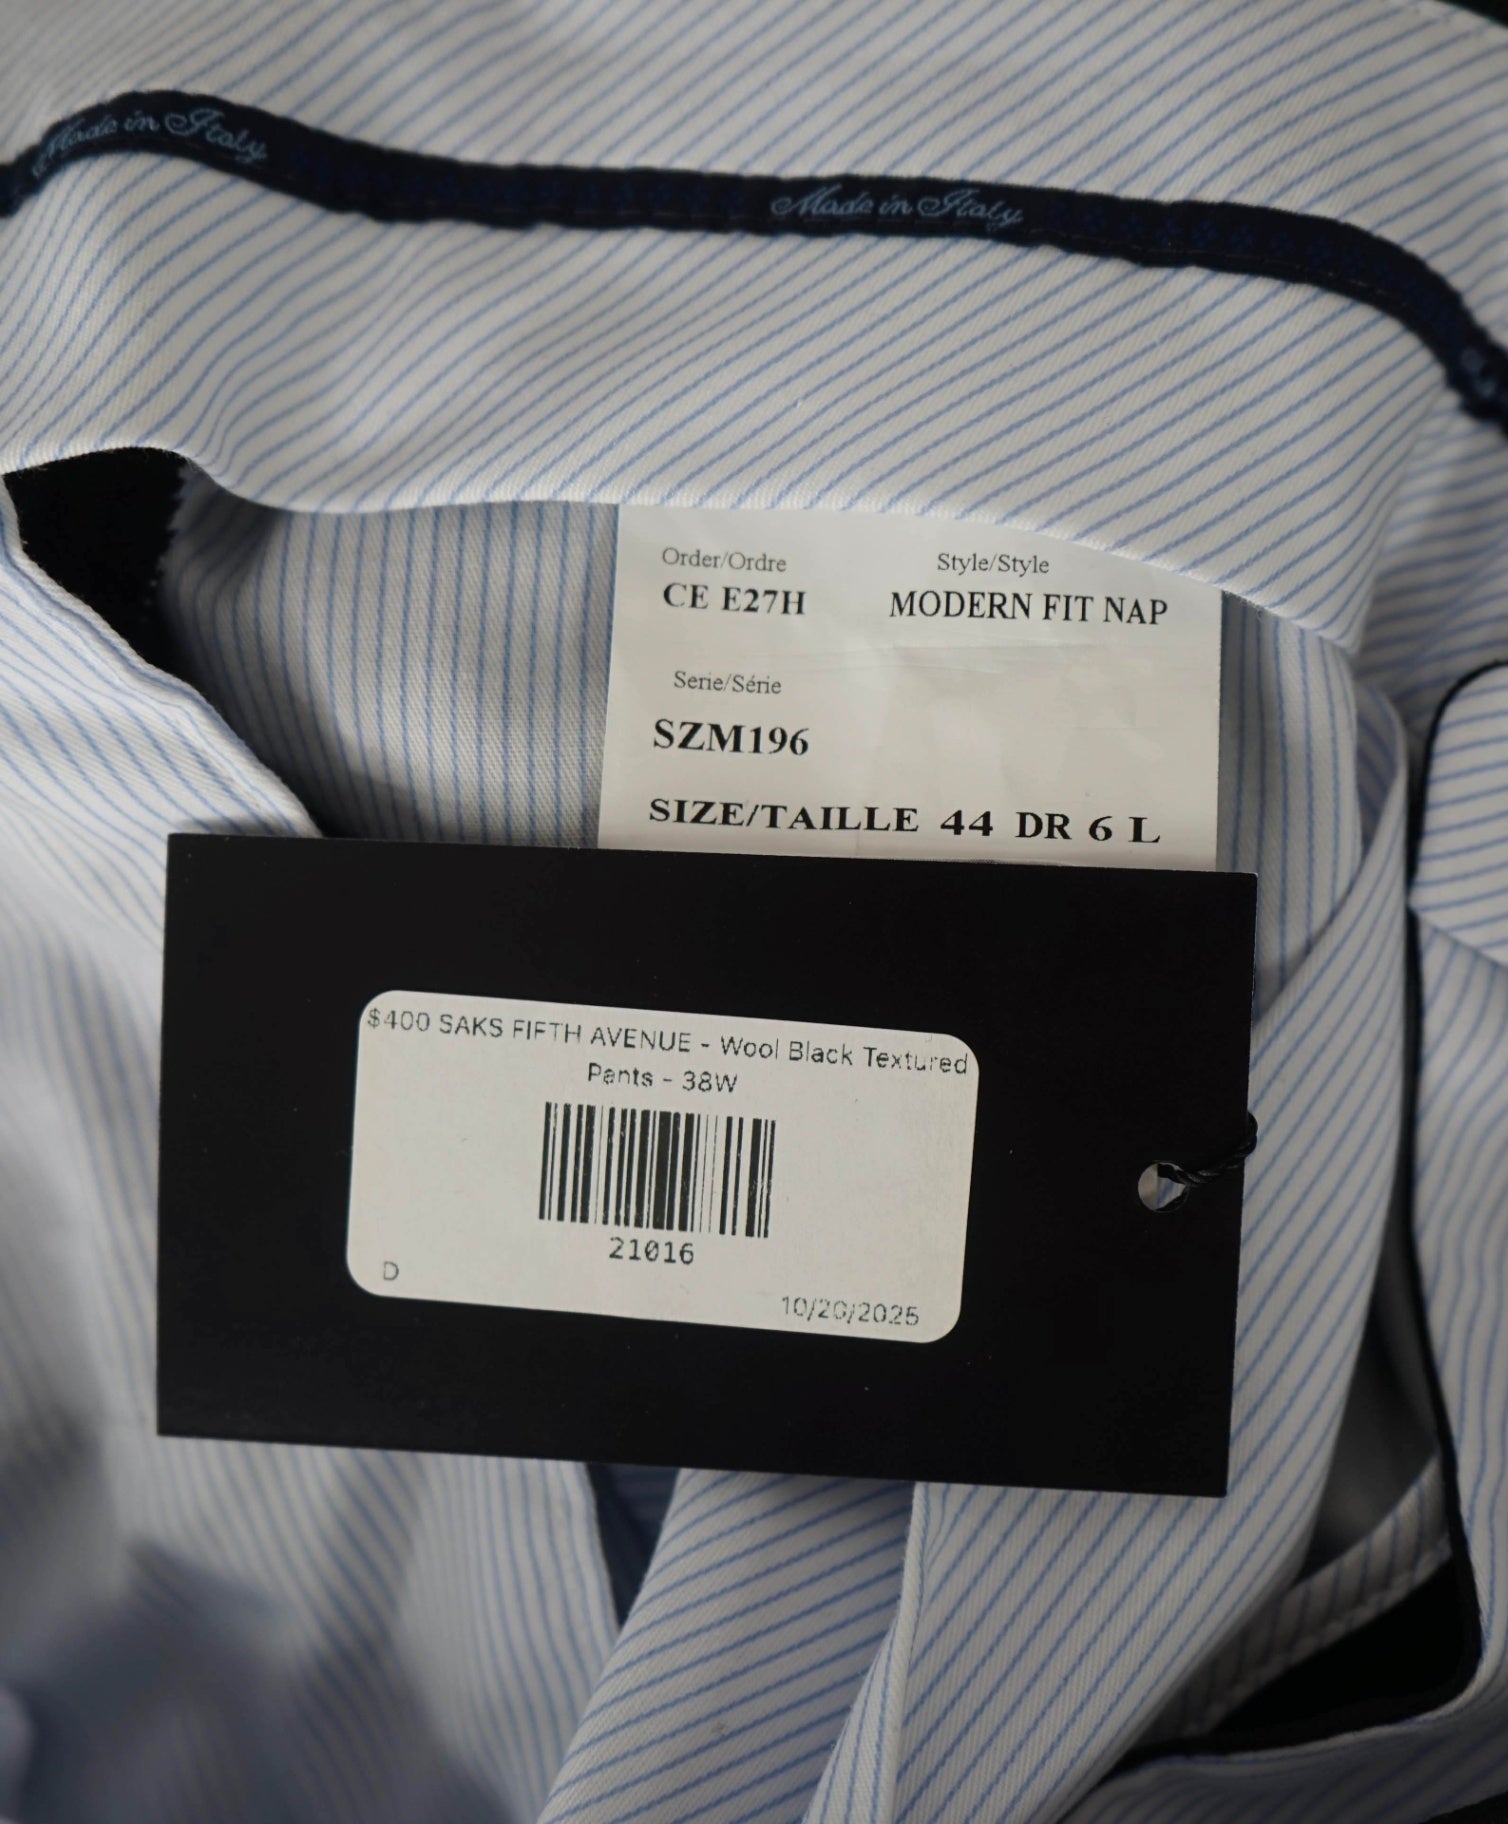 Made in Italy
Made in Italy
Order/Ordre Style/Style
CE E27H MODERN FIT NAP
Serie/Série
SZM196
SIZE/TAILLE 44 DR 6 L
$400 SAKS FIFTH AVENUE - Wool Black Textured
Pants - 38W
21016
D
10/20/2025